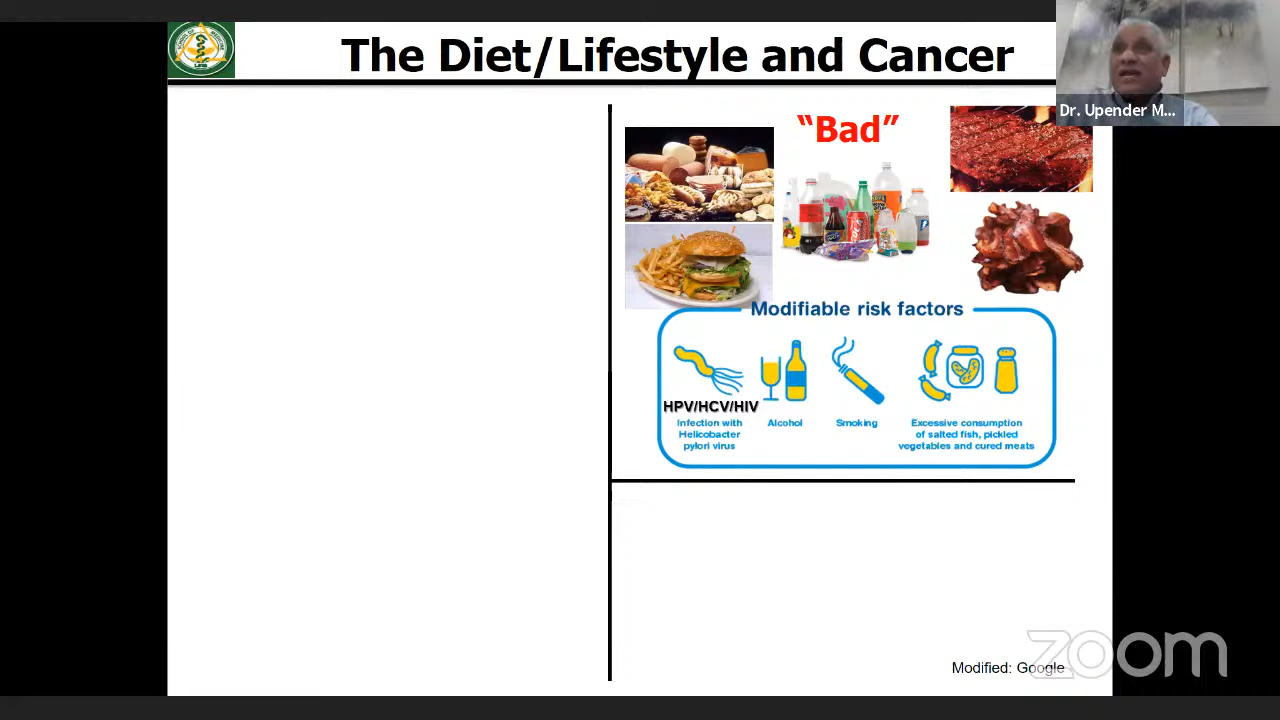 The Diet/Lifestyle and Cancer
Dr. Upender M...
“Bad”
Modifiable risk factors
HPV/HCV/HIV
Infection with
Helicobacter
pylori virus
Alcohol
Smoking
Excessive consumption
of salted fish, pickled
vegetables and cured meats
Modified: Google
zoom